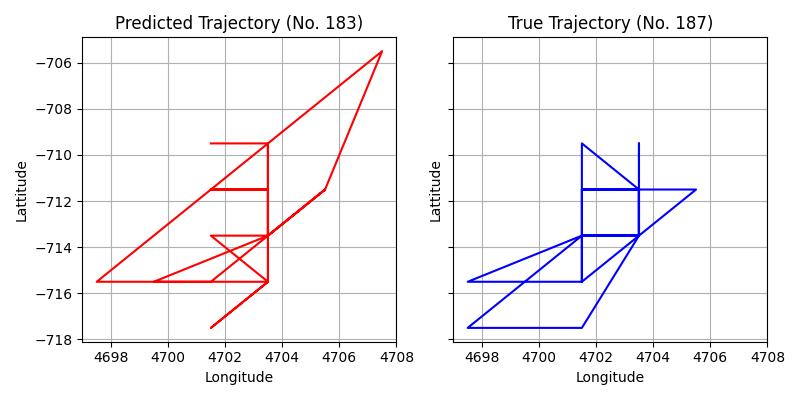 Predicted Trajectory (No. 183)
True Trajectory (No. 187)
−706
−708
−710
−712
−714
−716
−718
Lattitude
Lattitude
4698 4700 4702 4704 4706 4708
4698 4700 4702 4704 4706 4708
Longitude
Longitude